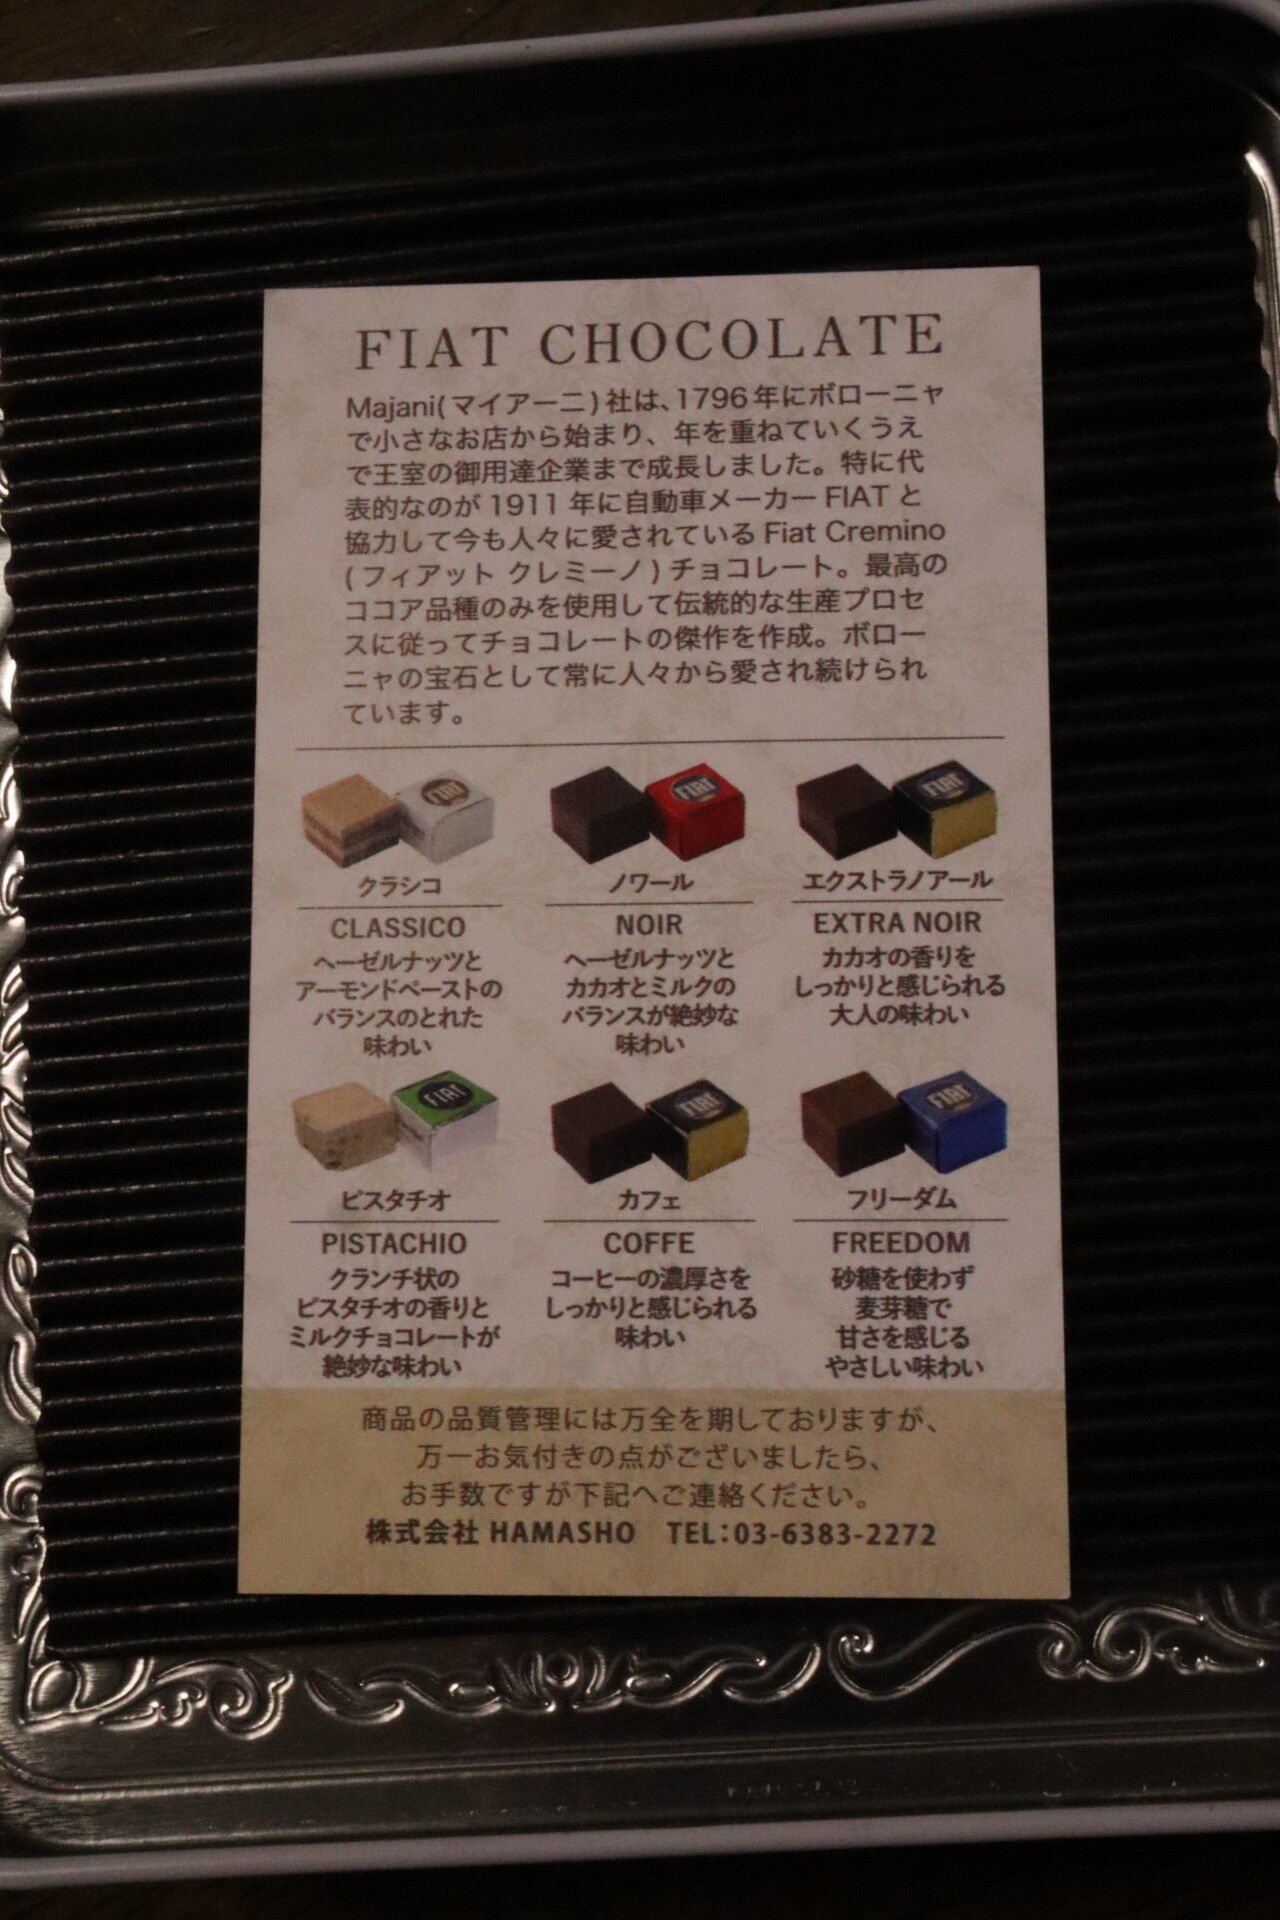 FIAT CHOCOLATE
Majani(マイアーニ)社は、1796年にボローニャ
で小さなお店から始まり、年を重ねていくうえ
で王室の御用達企業まで成長しました。特に代
表的なのが1911年に自動車メーカーFIATと
協力して今も人々に愛されているFiat Cremino
(フィアット クレミーノ)チョコレート。最高の
ココア品種のみを使用して伝統的な生産プロセ
スに従ってチョコレートの傑作を作成。ボロー
ニャの宝石として常に人々から愛され続けられ
ています。
FIAT FIAT FIAT
クラシコ ノワール エクストラノアール
CLASSICO NOIR EXTRA NOIR
ヘーゼルナッツと ヘーゼルナッツと カカオの香りを
アーモンドペーストの カカオとミルクの しっかりと感じられる
バランスのとれた バランスが絶妙な 大人の味わい
味わい 味わい
FIAT FIAT FIAT
ピスタチオ カフェ フリーダム
PISTACHIO COFFE FREEDOM
クランチ状の コーヒーの濃厚さを 砂糖を使わず
ピスタチオの香りと しっかりと感じられる 麦芽糖で
ミルクチョコレートが 味わい 甘さを感じる
絶妙な味わい やさしい味わい
商品の品質管理には万全を期しておりますが、
万一お気付きの点がございましたら、
お手数ですが下記へご連絡ください。
株式会社 HAMASHO TEL:03-6383-2272